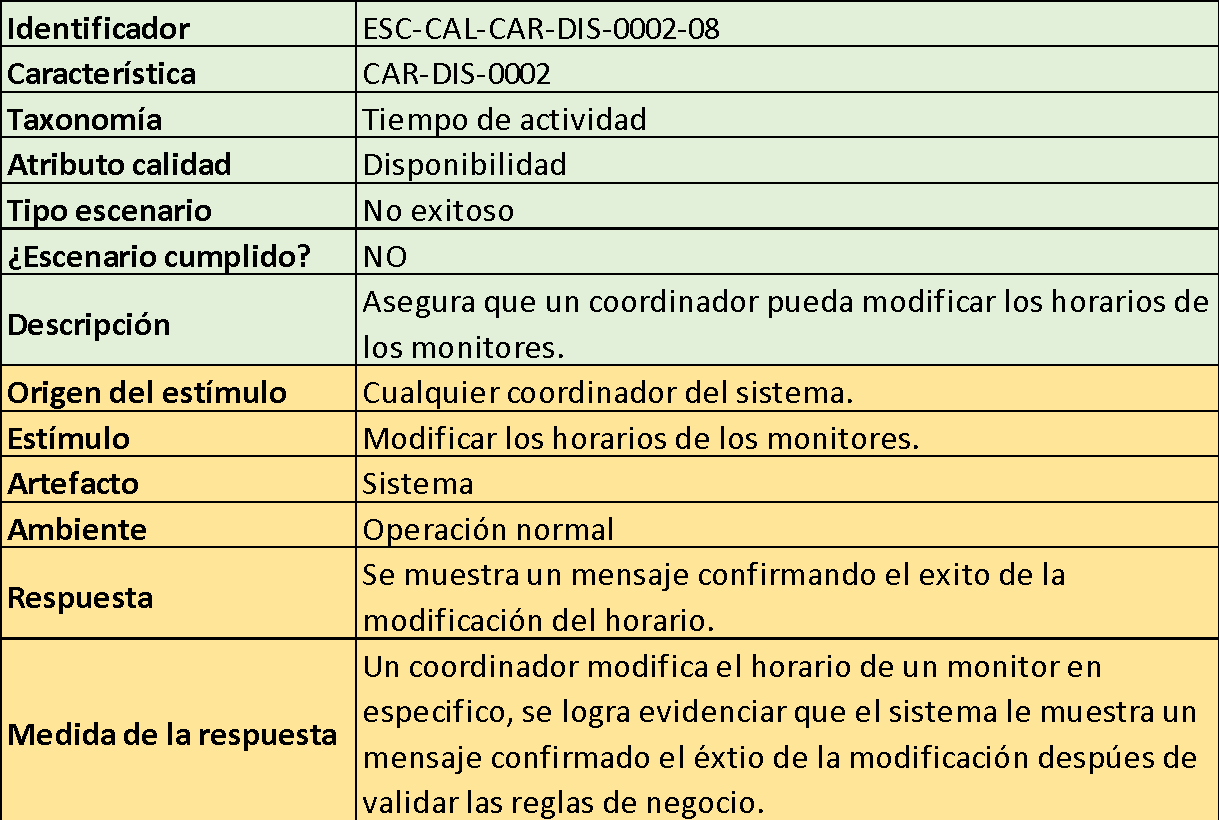 Identificador ESC-CAL-CAR-DIS-0002-08
Característica CAR-DIS-0002
Taxonomía Tiempo de actividad
Atributo calidad Disponibilidad
Tipo escenario No exitoso
¿Escenario cumplido? NO
Descripción Asegura que un coordinador pueda modificar los horarios de
los monitores.
Origen del estímulo Cualquier coordinador del sistema.
Estímulo Modificar los horarios de los monitores.
Artefacto Sistema
Ambiente Operación normal
Respuesta Se muestra un mensaje confirmando el exito de la
modificación del horario.
Medida de la respuesta Un coordinador modifica el horario de un monitor en
especifico, se logra evidenciar que el sistema le muestra un
mensaje confirmado el éxtio de la modificación despúes de
validar las reglas de negocio.